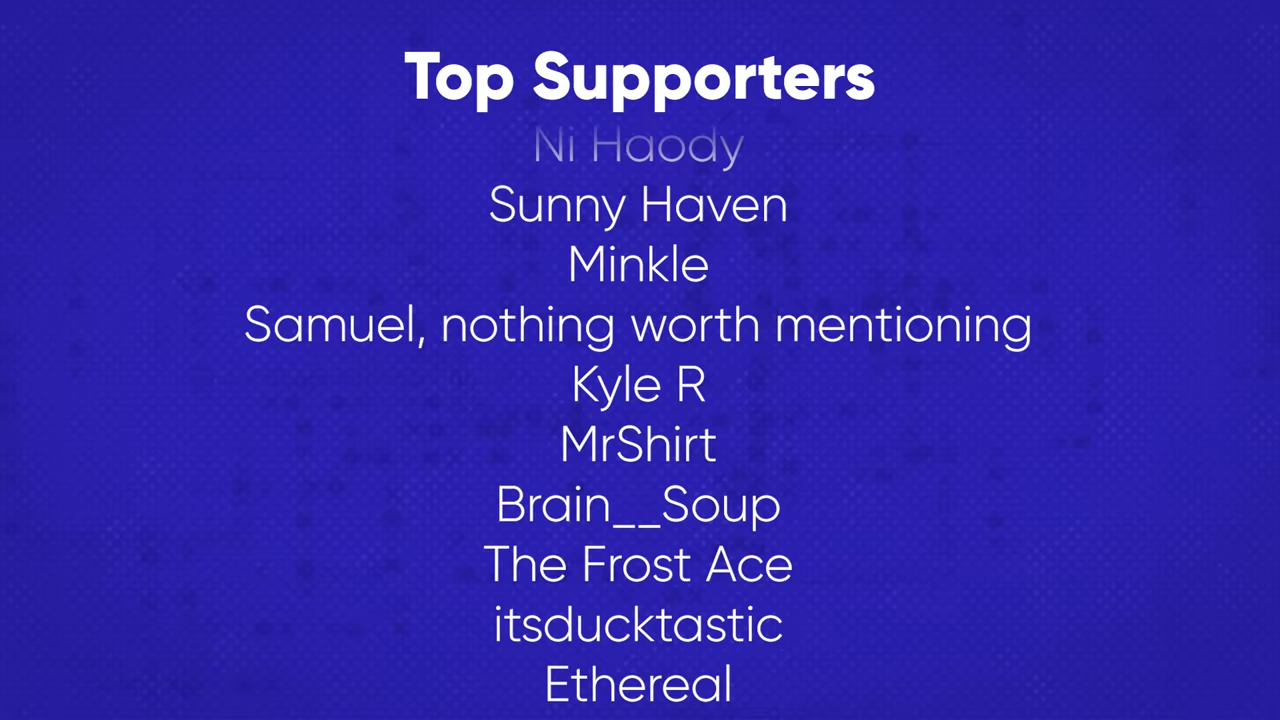 Top Supporters
Ni Haody
Sunny Haven
Minkle
Samuel, nothing worth mentioning
Kyle R
MrShirt
Brain__Soup
The Frost Ace
itsducktastic
Ethereal